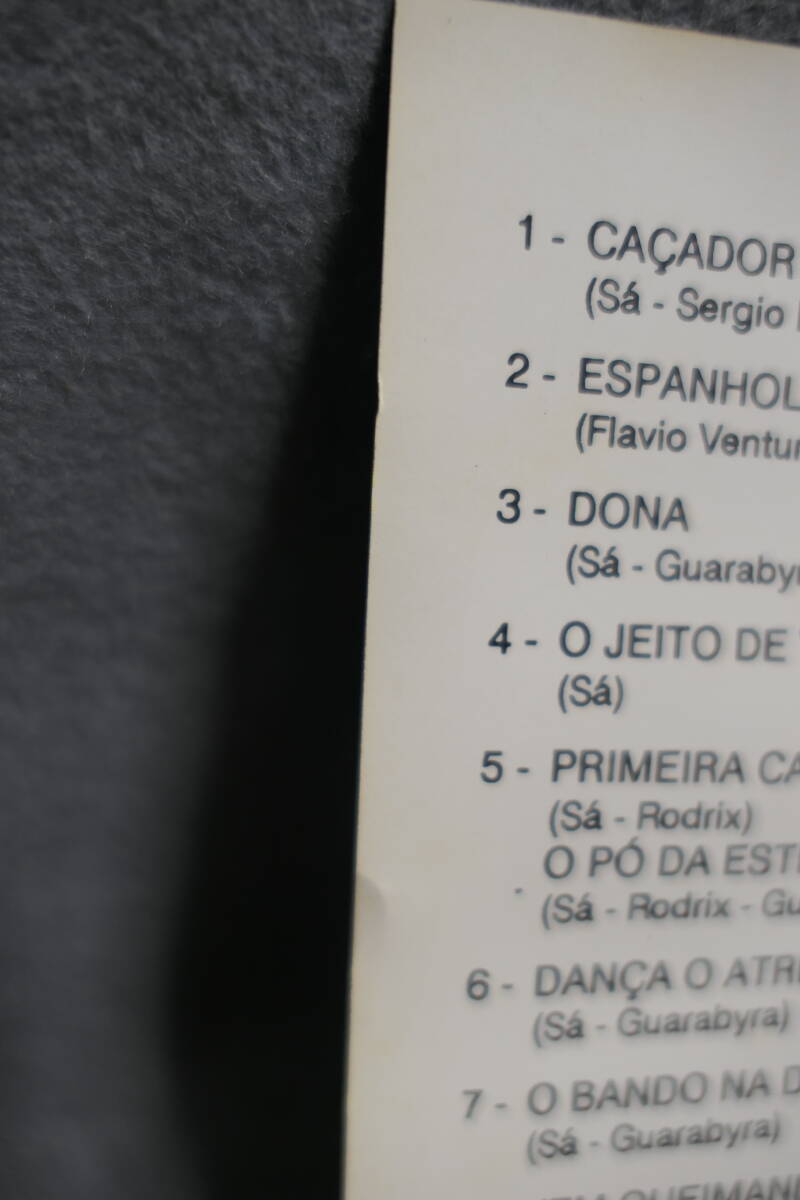 1 - CAÇADOR
(Sá - Sergio
2 - ESPANHOL
(Flavio Ventur
3 - DONA
(Sá - Guaraby
4 - O JEITO DE
(Sá)
5 - PRIMEIRA CA
(Sá - Rodrix)
O PÓ DA EST
(Sá - Rodrix - Gu
6 - DANÇA O ATR
(Sá - Guarabyra)
7 - O BANDO NA D
(Sá - Guarabyra)